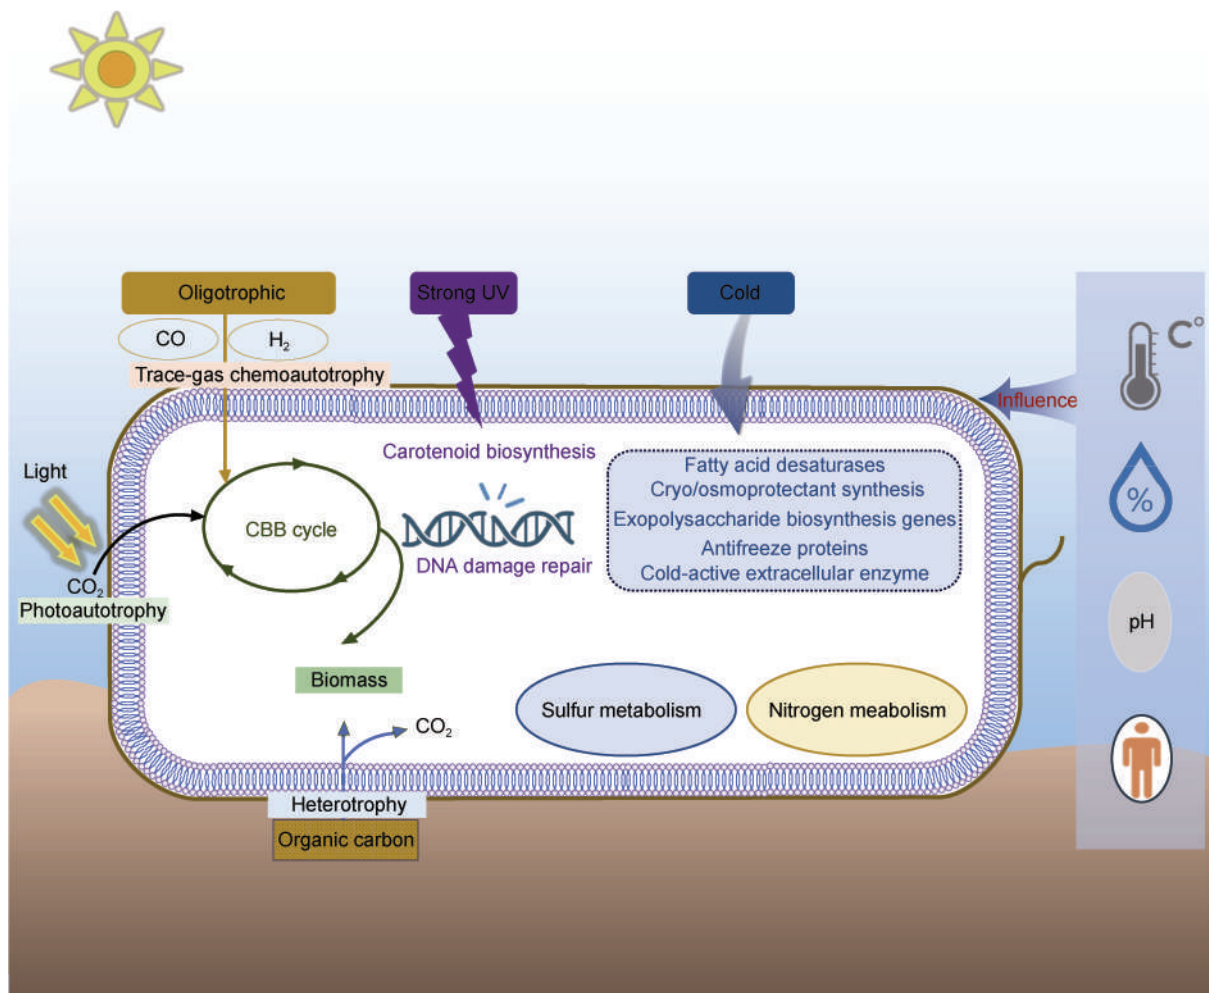 Oligotrophic
Strong UV
Cold
CO
H₂
C°
Trace-gas chemoautotrophy
Influence
Carotenoid biosynthesis
Fatty acid desaturases
Cryo/osmoprotectant synthesis
Exopolysaccharide biosynthesis genes
Antifreeze proteins
Cold-active extracellular enzyme
Light
%
CBB cycle
DNA damage repair
CO₂
Photoautotrophy
pH
Biomass
Sulfur metabolism
Nitrogen meabolism
CO₂
Heterotrophy
Organic carbon